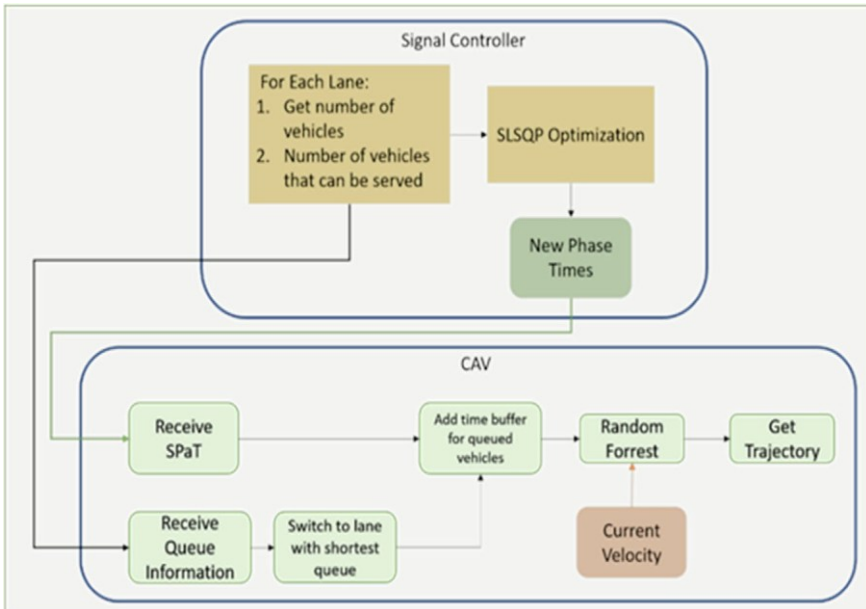 Signal Controller
For Each Lane:
1. Get number of
vehicles
2. Number of vehicles
that can be served
SLSQP Optimization
New Phase
Times
CAV
Receive
SPaT
Add time buffer
for queued
vehicles
Random
Forrest
Get
Trajectory
Receive
Queue
Information
Switch to lane
with shortest
queue
Current
Velocity